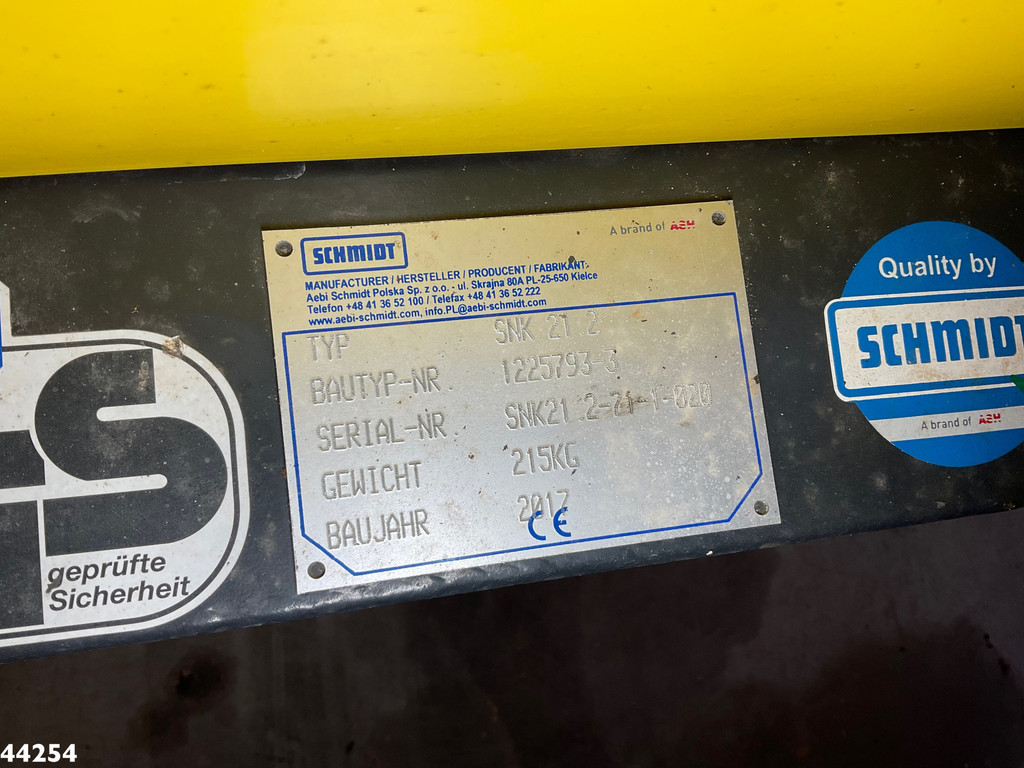 SCHMIDT
A brand of ASH
MANUFACTURER / HERSTELLER / PRODUCENT / FABRIKANT:
Aebi Schmidt Polska Sp. z o.o. - ul. Skrajna 80A PL-25-650 Kielce
Telefon +48 41 36 52 100 / Telefax +48 41 36 52 222
www.aebi-schmidt.com, info.PL@aebi-schmidt.com
TYP SNK 21 2
BAUTYP-NR 1225793-3
SERIAL-NR
GEWICHT 215KG
BAUJAHR 2017
CE
Quality by
SCHMIDT
A brand of ASH
GS
geprüfte
Sicherheit
44254